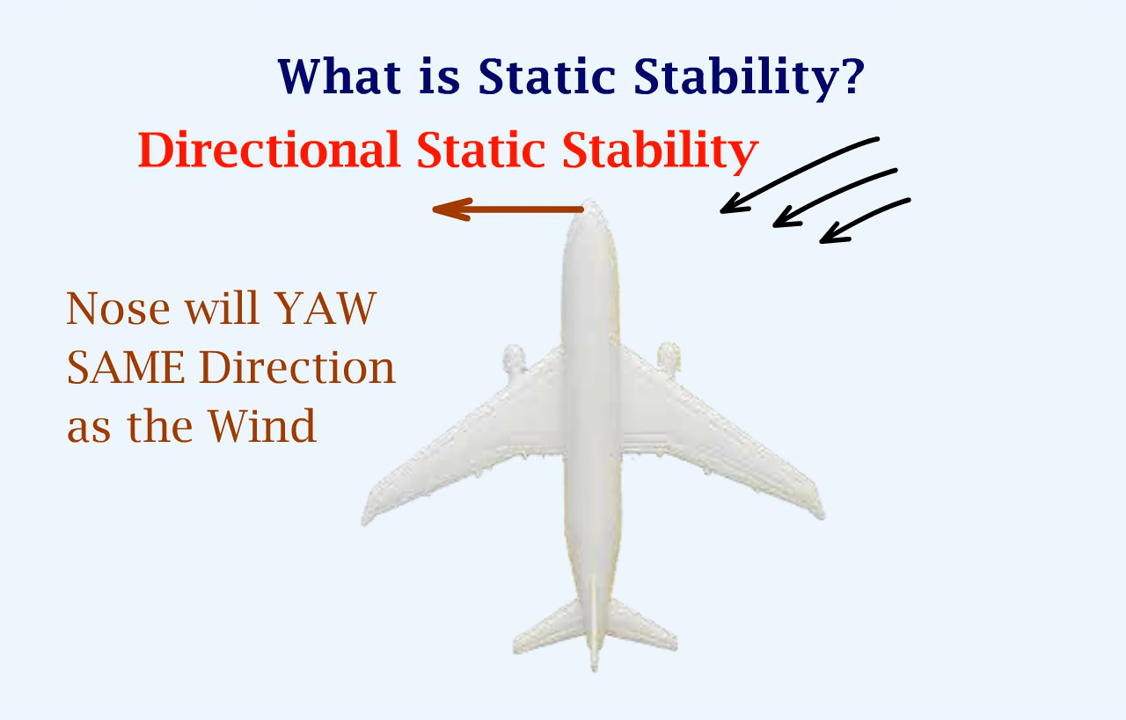 What is Static Stability?
Directional Static Stability
Nose will YAW
SAME Direction
as the Wind